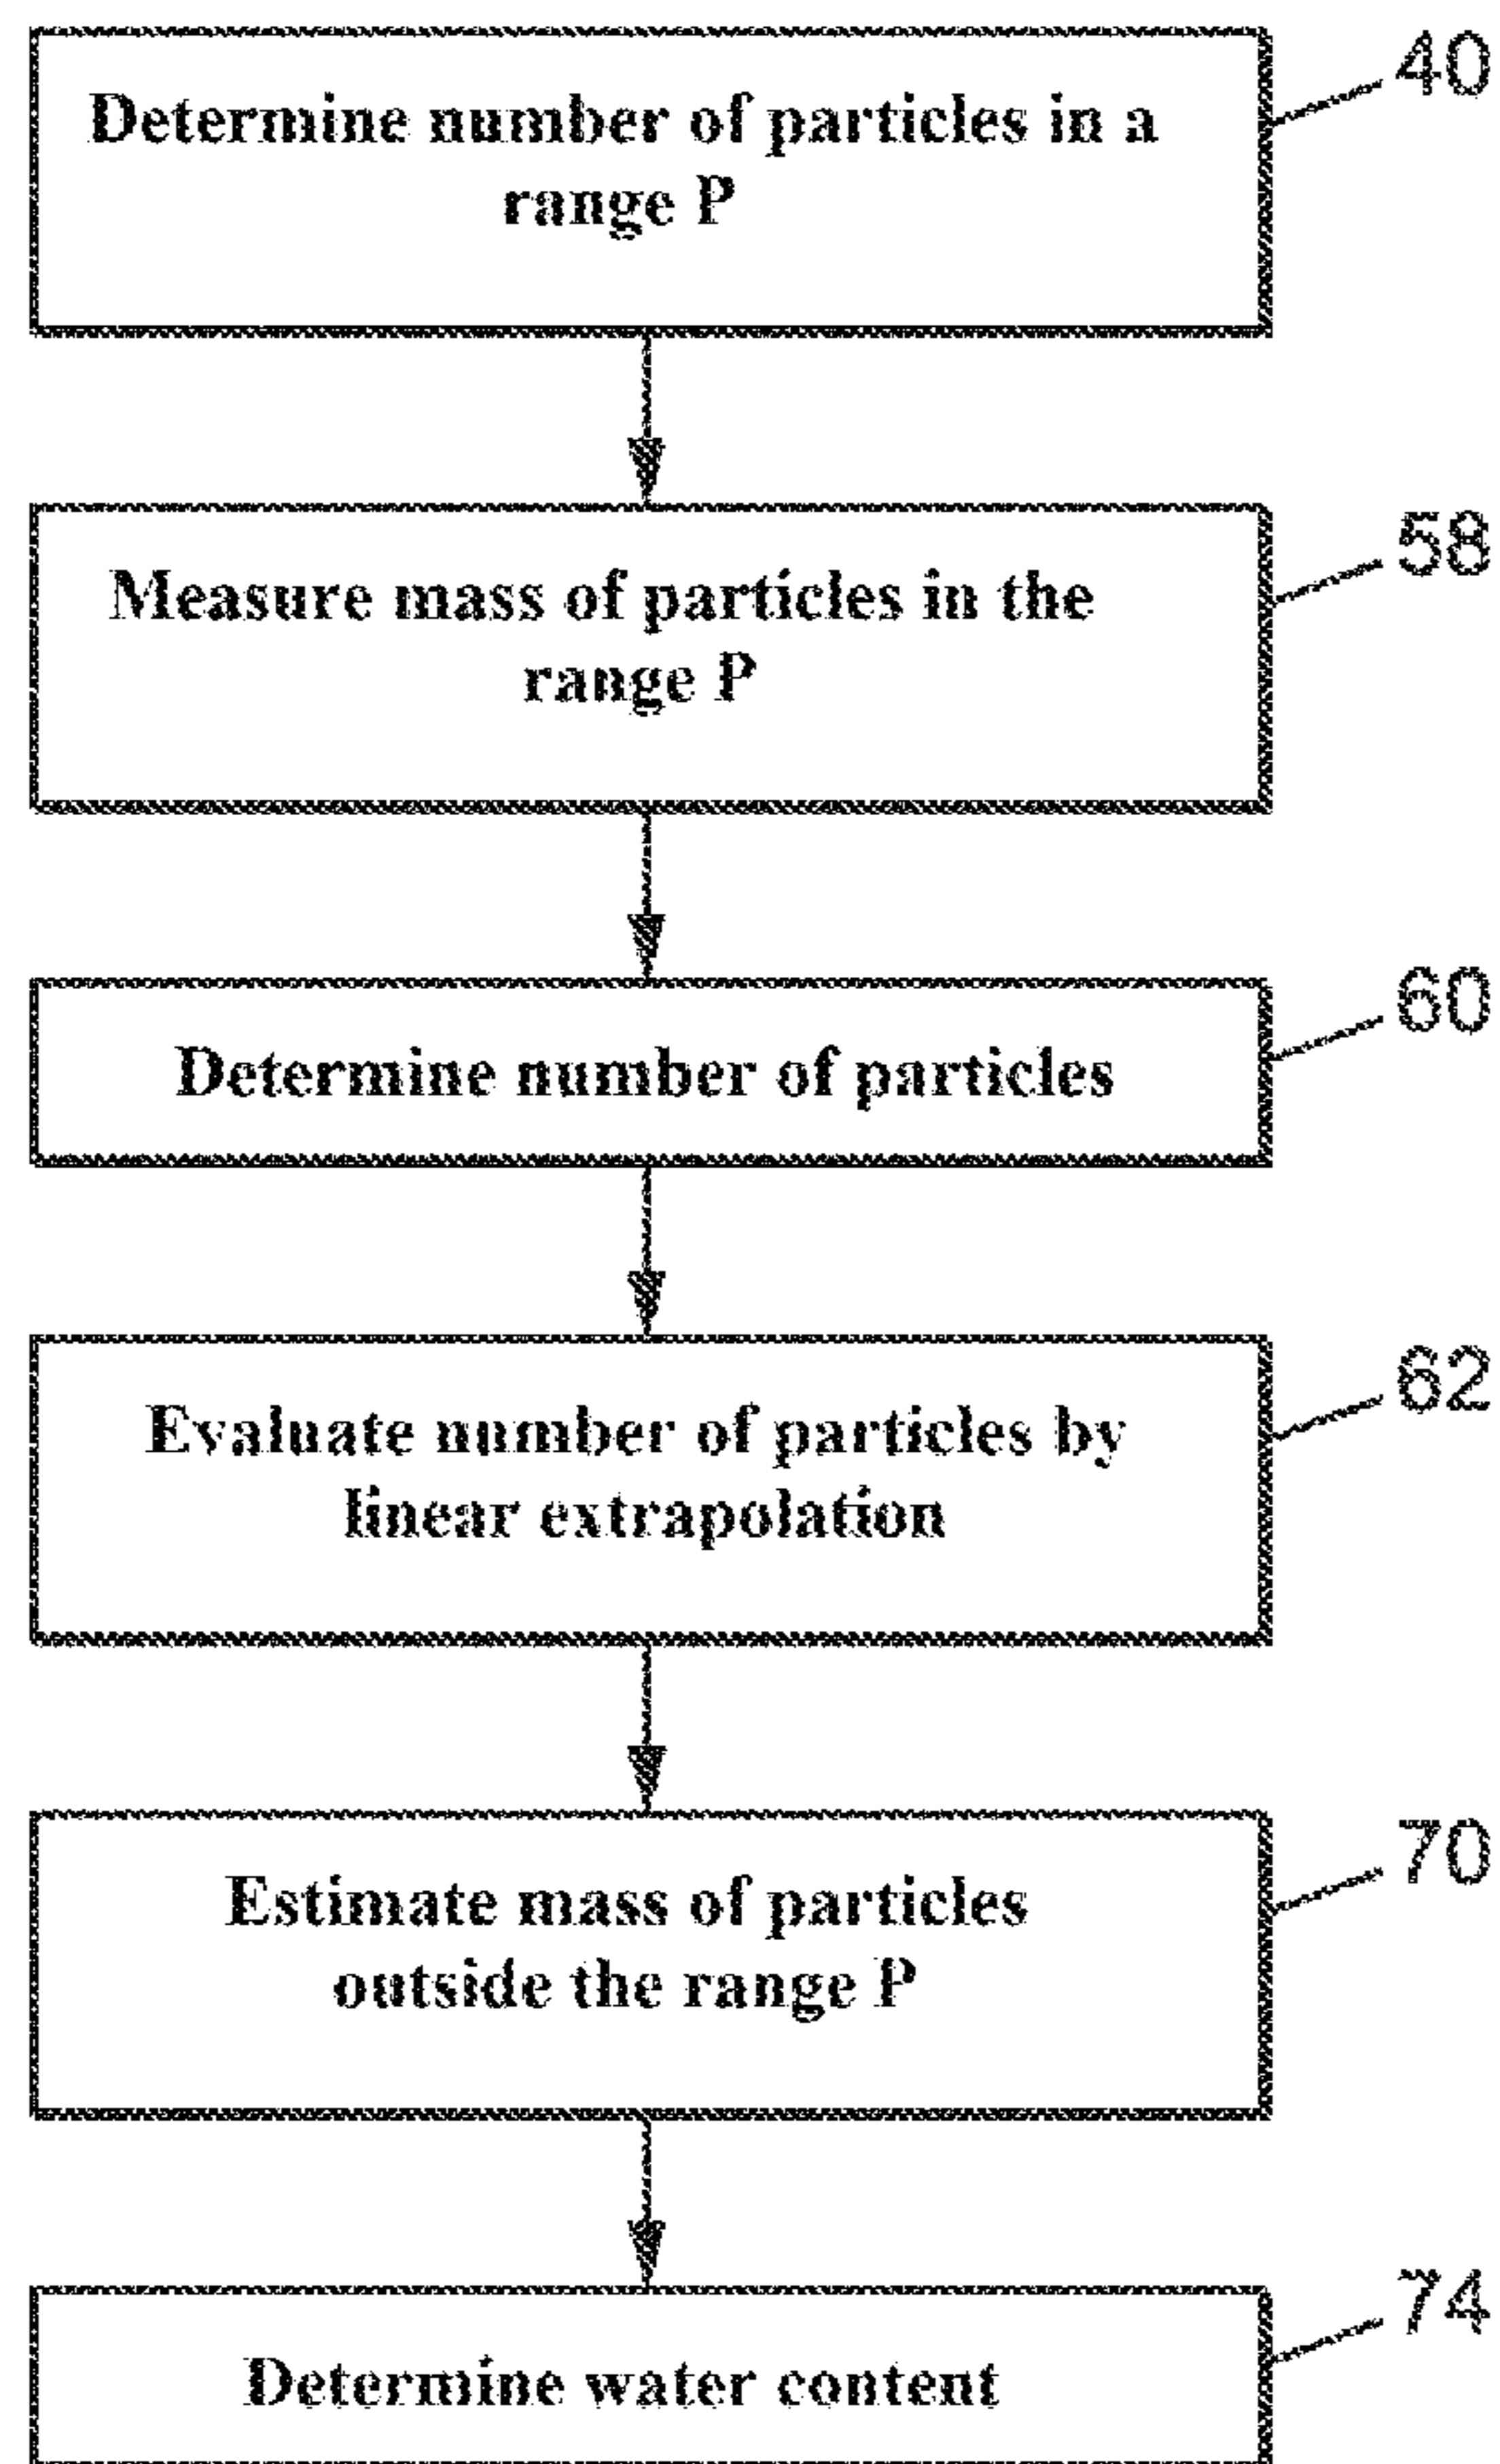 Determine number of particles in a
range P
40
Measure mass of particles in the
range P
58
Determine number of particles
60
Evaluate number of particles by
linear extrapolation
62
Estimate mass of particles
outside the range P
70
Determine water content
74